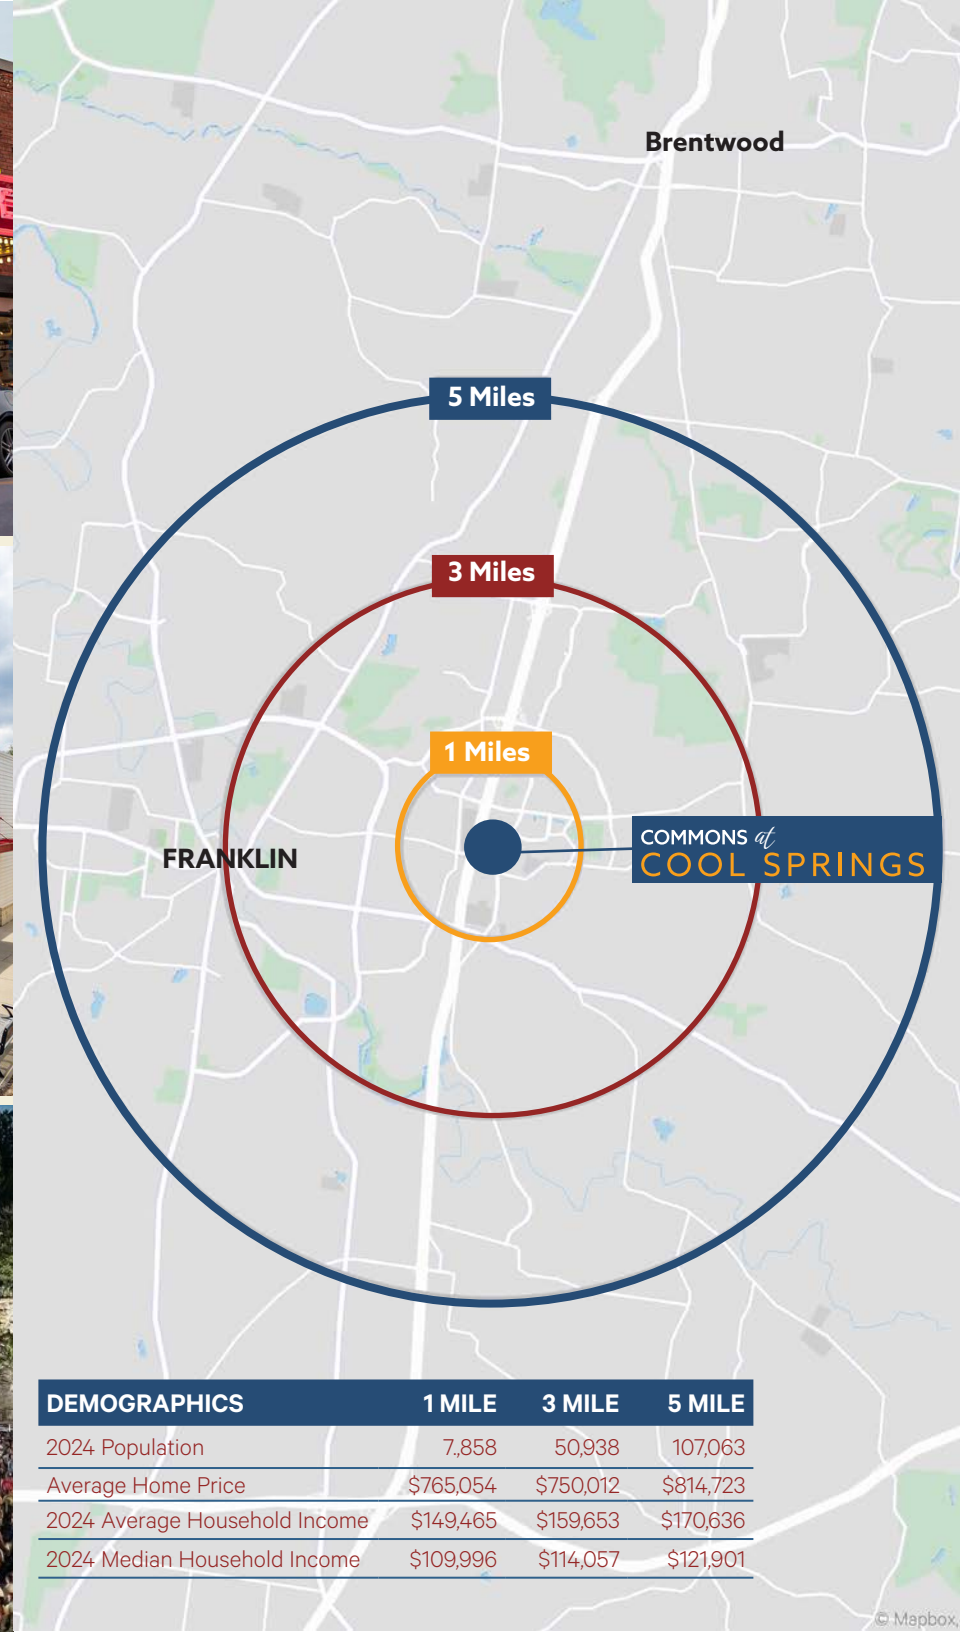 Brentwood
5 Miles
3 Miles
1 Miles
COMMONS at
COOL SPRINGS
FRANKLIN
DEMOGRAPHICS 1 MILE 3 MILE 5 MILE
2024 Population 7.,858 50,938 107,063
Average Home Price $765,054 $750,012 $814,723
2024 Average Household Income $149,465 $159,653 $170,636
2024 Median Household Income $109,996 $114,057 $121,901
© Mapbox,